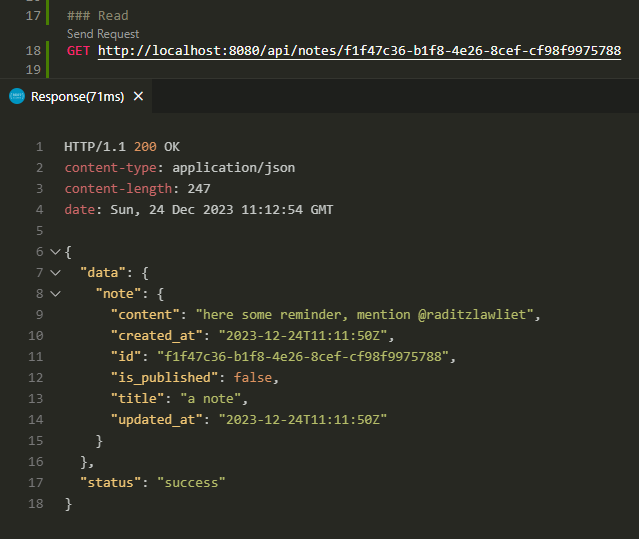 17 ### Read
Send Request
18 GET http://localhost:8080/api/notes/f1f47c36-b1f8-4e26-8cef-cf98f9975788
19
Response(71ms) ×
1 HTTP/1.1 200 OK
2 content-type: application/json
3 content-length: 247
4 date: Sun, 24 Dec 2023 11:12:54 GMT
5
6 {
7 "data": {
8 "note": {
9 "content": "here some reminder, mention @raditzlawliet",
10 "created_at": "2023-12-24T11:11:50Z",
11 "id": "f1f47c36-b1f8-4e26-8cef-cf98f9975788",
12 "is_published": false,
13 "title": "a note",
14 "updated_at": "2023-12-24T11:11:50Z"
15 }
16 },
17 "status": "success"
18 }